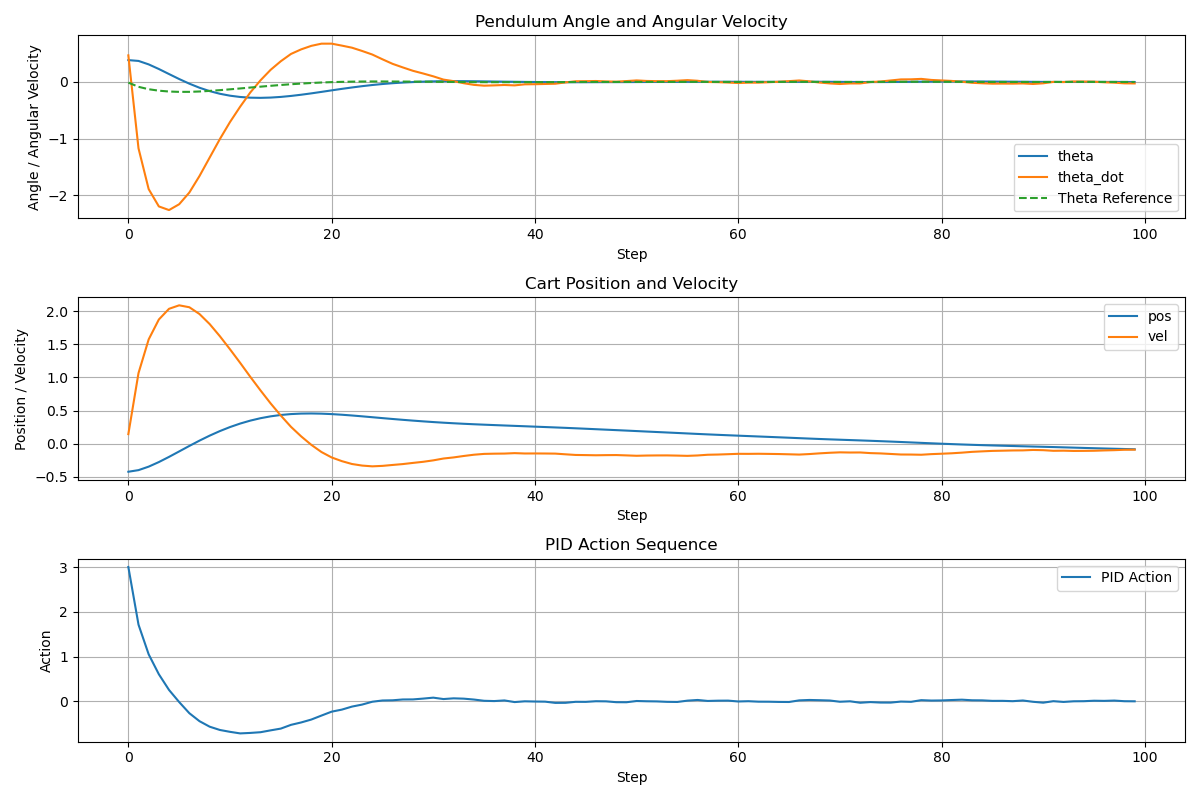 Pendulum Angle and Angular Velocity
Angle / Angular Velocity
0
−1
−2
theta
theta_dot
Theta Reference
0 20 40 60 80 100
Step
Cart Position and Velocity
Position / Velocity
2.0
1.5
1.0
0.5
0.0
−0.5
pos
vel
0 20 40 60 80 100
Step
PID Action Sequence
Action
3
2
1
0
PID Action
0 20 40 60 80 100
Step